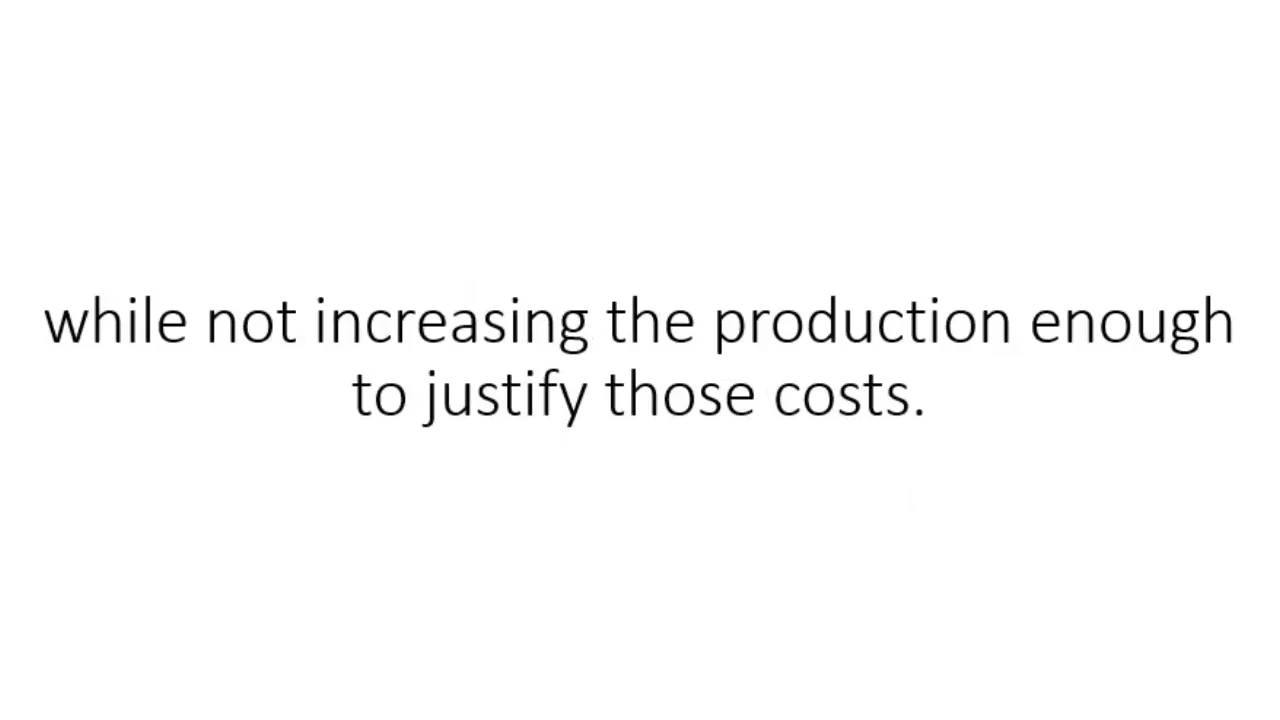 while not increasing the production enough
to justify those costs.